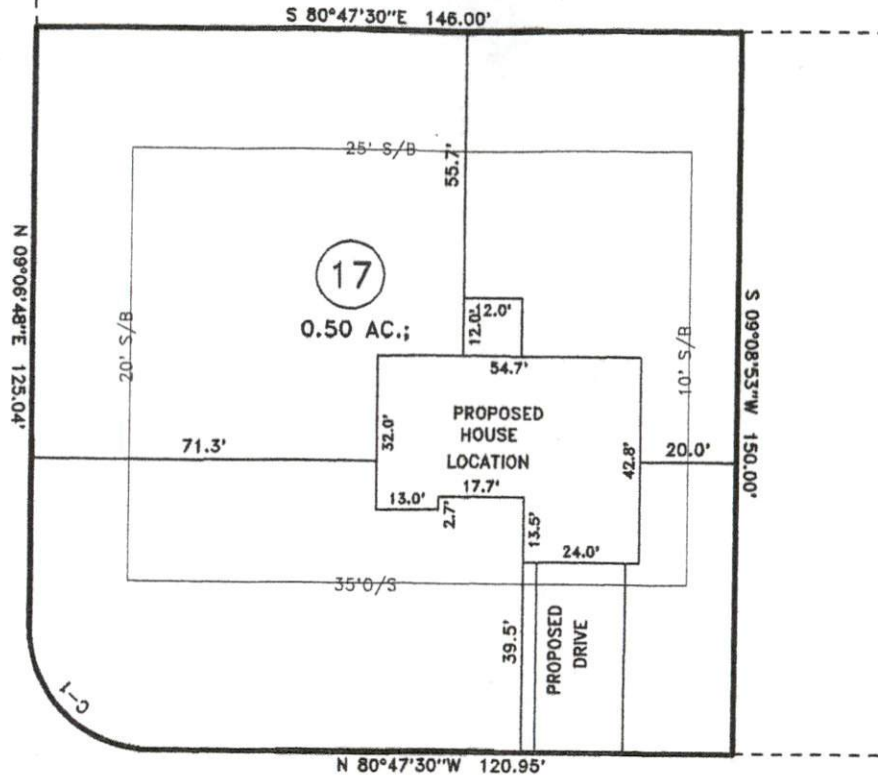 S 80°47'30"E 146.00'
25' S/B
55.7'
N 09°06'48"E 125.04'
17
0.50 AC.;
20' S/B
12.0'
12.0'
54.7'
10' S/B
S 09°08'53"W 150.00'
PROPOSED
HOUSE
LOCATION
71.3'
32.0'
42.8'
20.0'
13.0'
17.7'
2.7'
13.5'
24.0'
35'0/S
39.5'
PROPOSED
DRIVE
C-1
N 80°47'30"W 120.95'